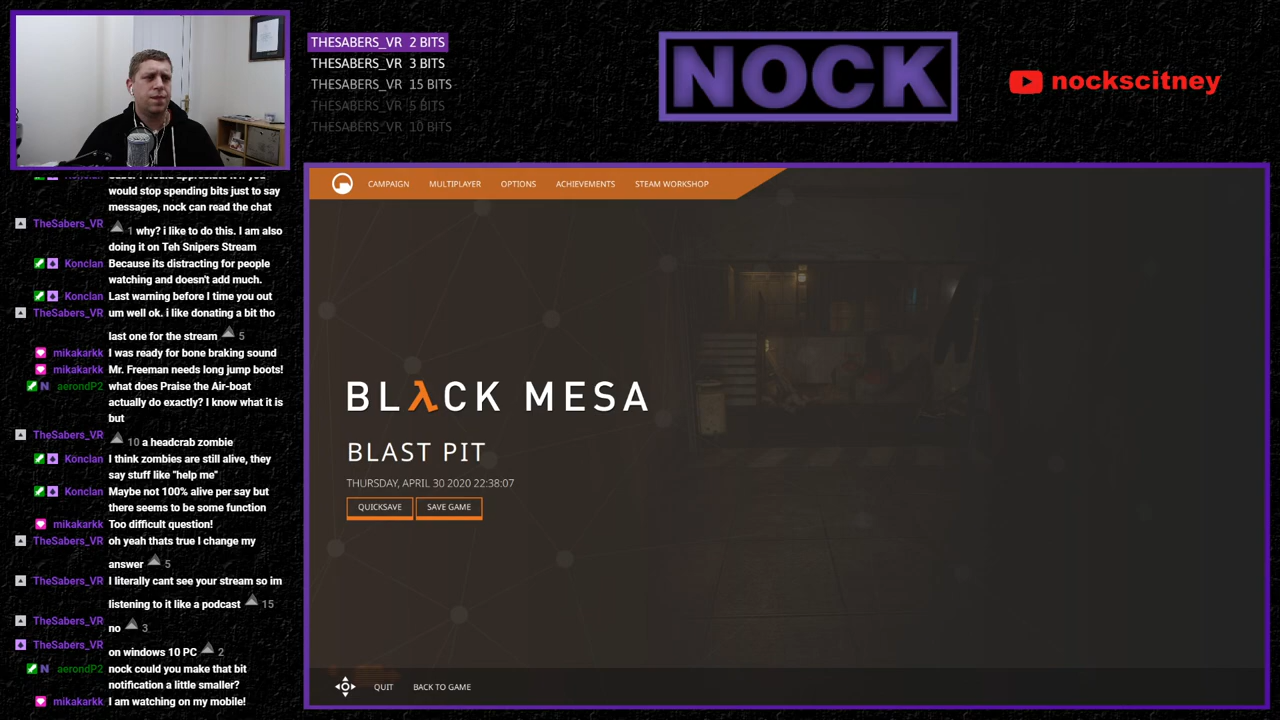 THESABERS_VR 2 BITS
THESABERS_VR 3 BITS
THESABERS_VR 15 BITS
THESABERS_VR 5 BITS
THESABERS_VR 10 BITS
NOCK
nockscitney
would stop spending bits just to say
messages, nock can read the chat
TheSabers_VR 1 why? i like to do this. I am also
doing it on Teh Snipers Stream
Konclan Because its distracting for people
watching and doesn't add much.
Konclan Last warning before I time you out
TheSabers_VR um well ok. i like donating a bit tho
last one for the stream 5
mikakarkk I was ready for bone braking sound
mikakarkk Mr. Freeman needs long jump boots!
aerondP2 what does Praise the Air-boat
actually do exactly? I know what it is
but
TheSabers_VR 10 a headcrab zombie
Konclan I think zombies are still alive, they
say stuff like "help me"
Konclan Maybe not 100% alive per say but
there seems to be some function
mikakarkk Too difficult question!
TheSabers_VR oh yeah thats true I change my
answer 5
TheSabers_VR I literally cant see your stream so im
listening to it like a podcast 15
TheSabers_VR no 3
TheSabers_VR on windows 10 PC 2
aerondP2 nock could you make that bit
notification a little smaller?
mikakarkk I am watching on my mobile!
CAMPAIGN MULTIPLAYER OPTIONS ACHIEVEMENTS STEAM WORKSHOP
BLACK MESA
BLAST PIT
THURSDAY, APRIL 30 2020 22:38:07
QUICKSAVE SAVE GAME
QUIT BACK TO GAME